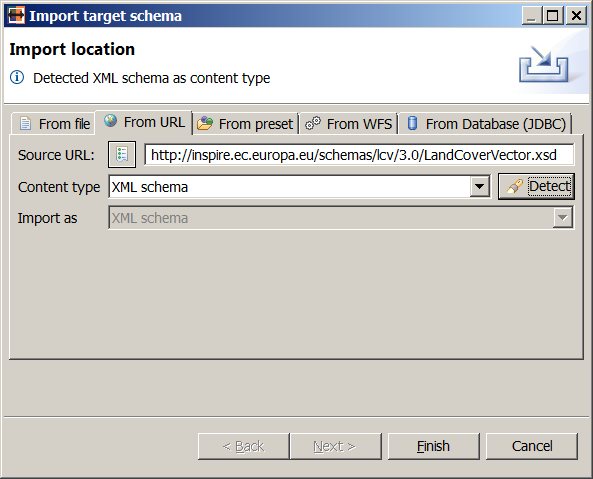 Import target schema
Import location
Detected XML schema as content type
From file From URL From preset From WFS From Database (JDBC)
Source URL: http://inspire.ec.europa.eu/schemas/lcv/3.0/LandCoverVector.xsd
Content type XML schema Detect
Import as XML schema
< Back Next > Finish Cancel